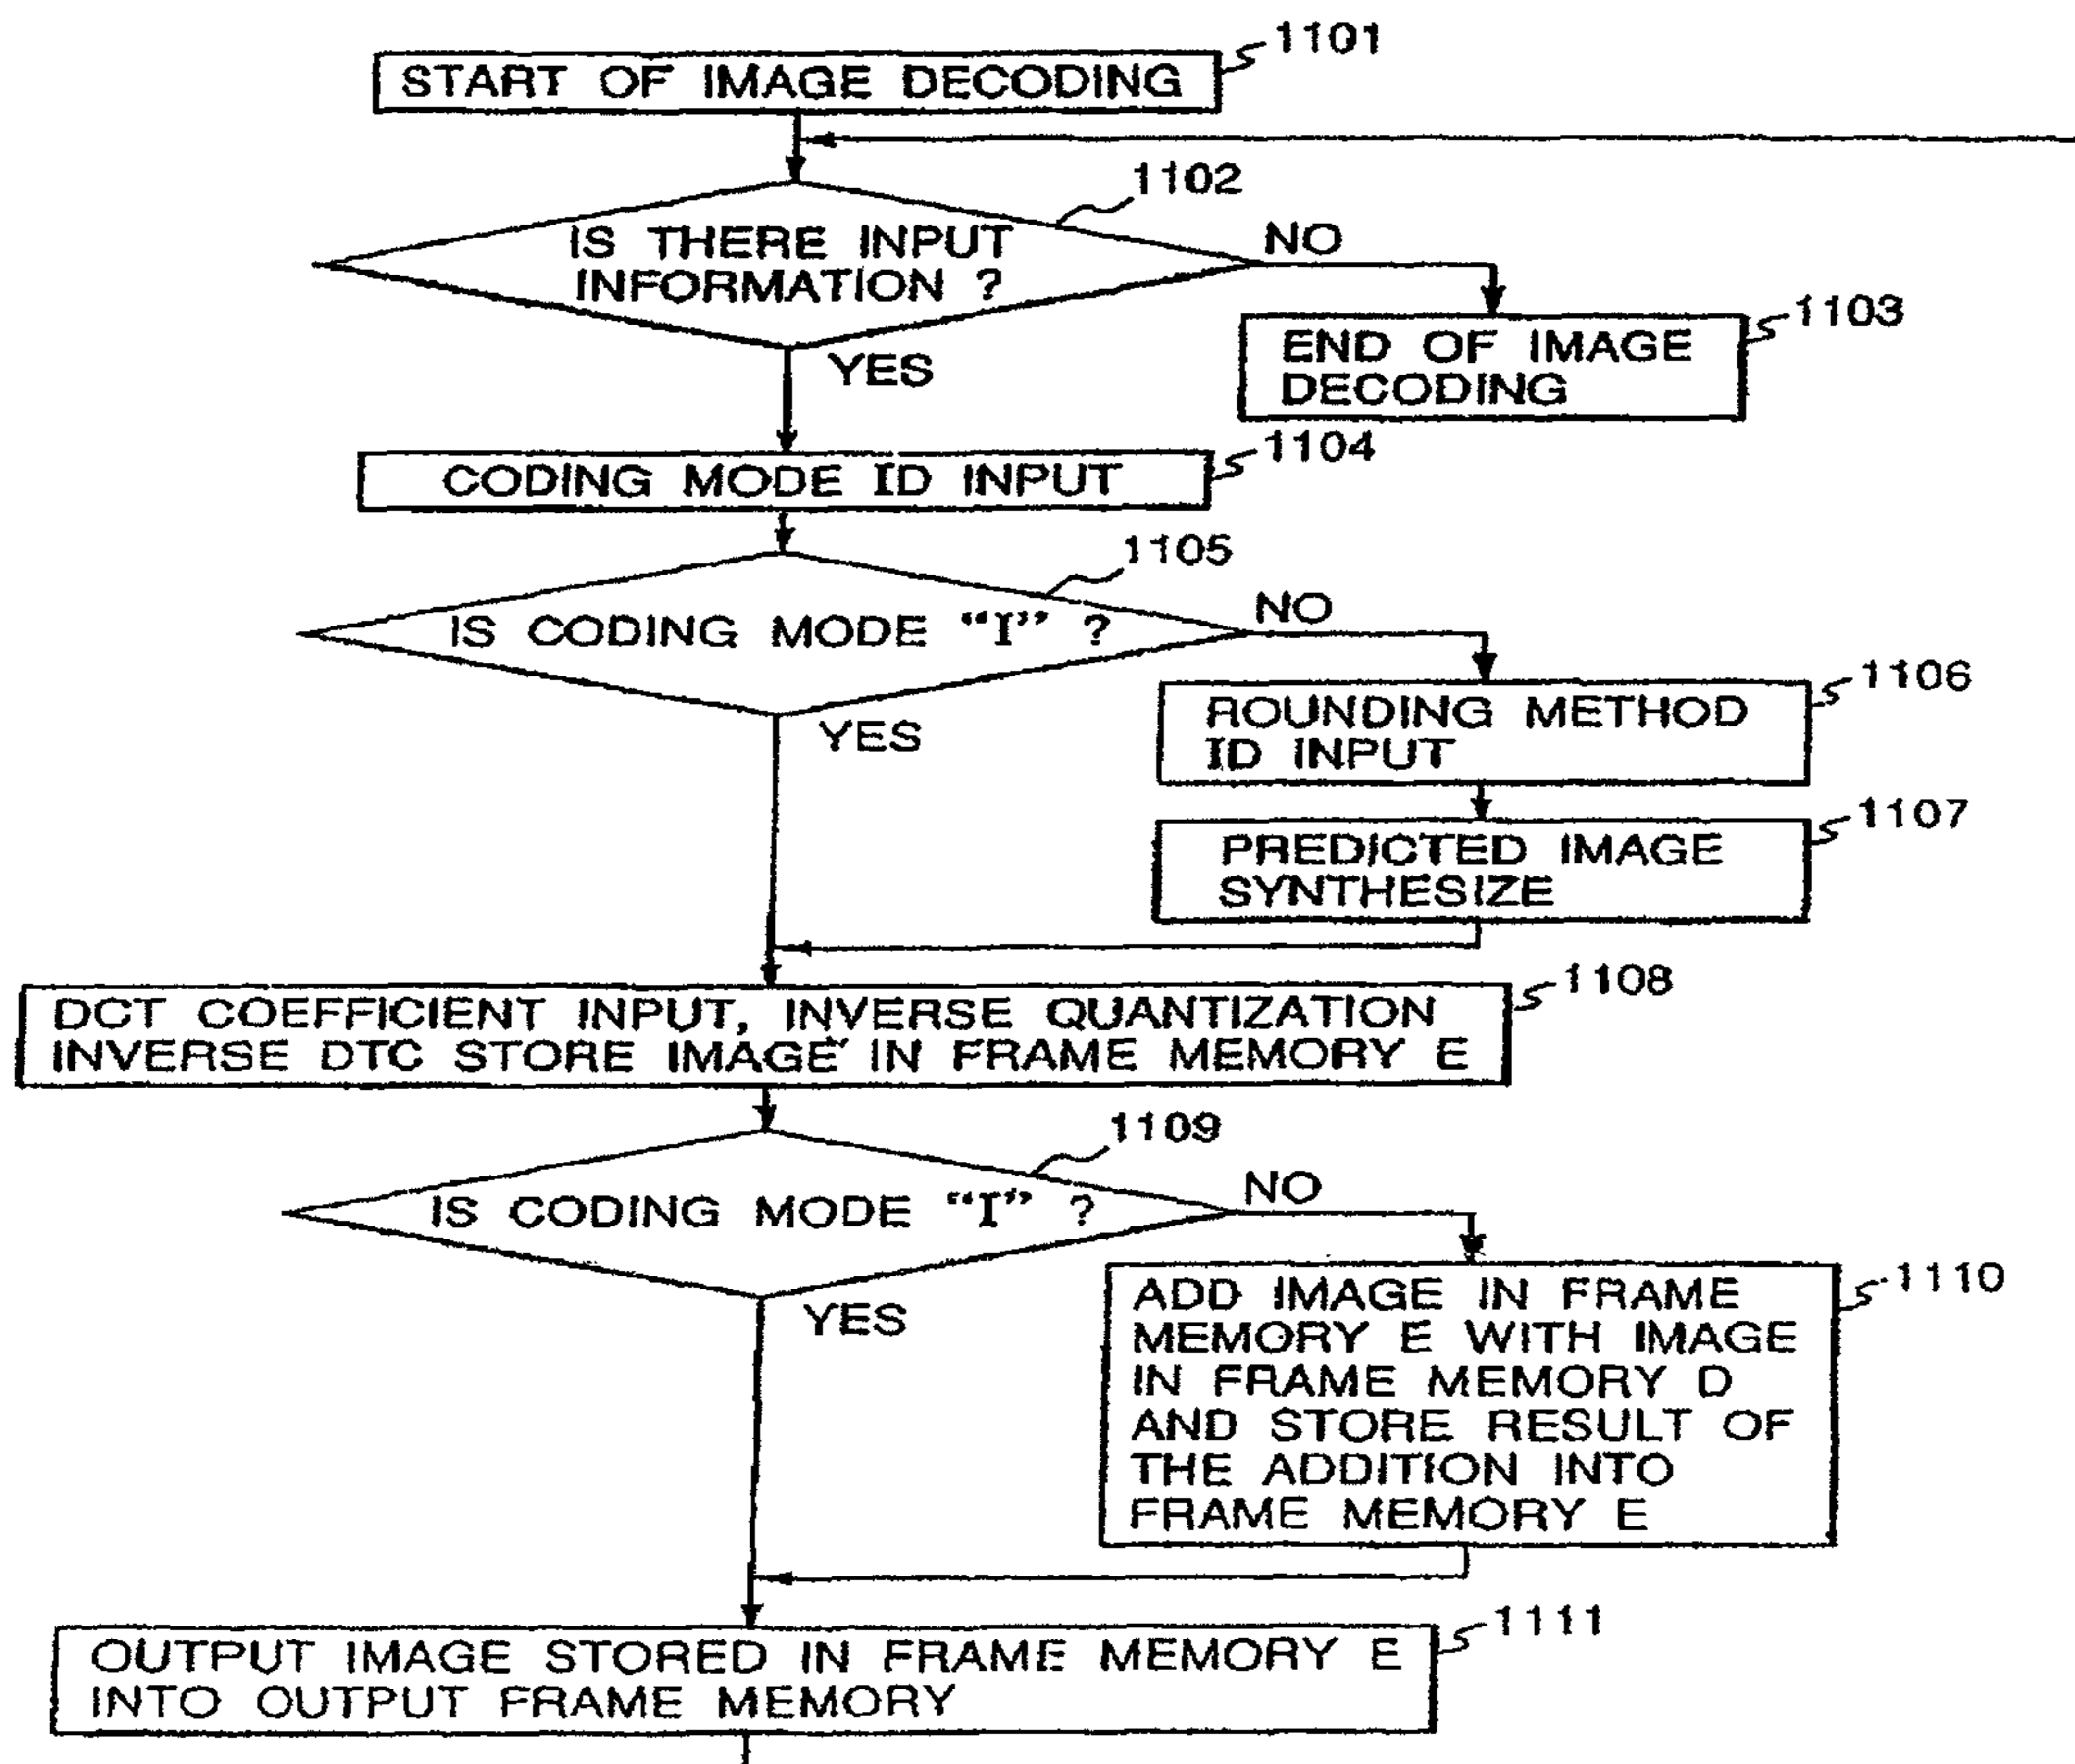 1101
START OF IMAGE DECODING
1102
IS THERE INPUT
INFORMATION ?
NO
YES
1103
END OF IMAGE
DECODING
1104
CODING MODE ID INPUT
1105
IS CODING MODE “I” ?
NO
YES
1106
ROUNDING METHOD
ID INPUT
1107
PREDICTED IMAGE
SYNTHESIZE
1108
DCT COEFFICIENT INPUT, INVERSE QUANTIZATION
INVERSE DTC STORE IMAGE IN FRAME MEMORY E
1109
IS CODING MODE “I” ?
NO
YES
1110
ADD IMAGE IN FRAME
MEMORY E WITH IMAGE
IN FRAME MEMORY D
AND STORE RESULT OF
THE ADDITION INTO
FRAME MEMORY E
1111
OUTPUT IMAGE STORED IN FRAME MEMORY E
INTO OUTPUT FRAME MEMORY